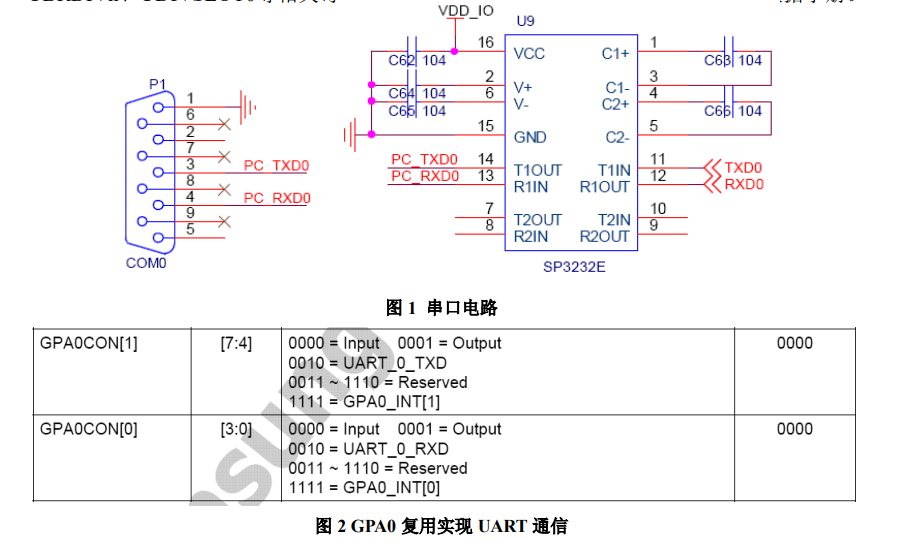 VDD_IO
U9
P1
1
6
2
7
3
8
4
9
5
PC_TXD0
PC_RXD0
COM0
C62 104
C64 104
C65 104
16
2
6
15
PC_TXD0 14
PC_RXD0 13
7
8
VCC C1+
V+ C1-
V- C2+
GND C2-
T1OUT T1IN
R1IN R1OUT
T2OUT T2IN
R2IN R2OUT
SP3232E
1
3
4
5
11 TXD0
12 RXD0
10
9
C63 104
C66 104
图 1 串口电路
GPA0CON[1] [7:4] 0000 = Input 0001 = Output 0000
0010 = UART_0_TXD
0011 ~ 1110 = Reserved
1111 = GPA0_INT[1]
GPA0CON[0] [3:0] 0000 = Input 0001 = Output 0000
0010 = UART_0_RXD
0011 ~ 1110 = Reserved
1111 = GPA0_INT[0]
图 2 GPA0 复用实现 UART 通信